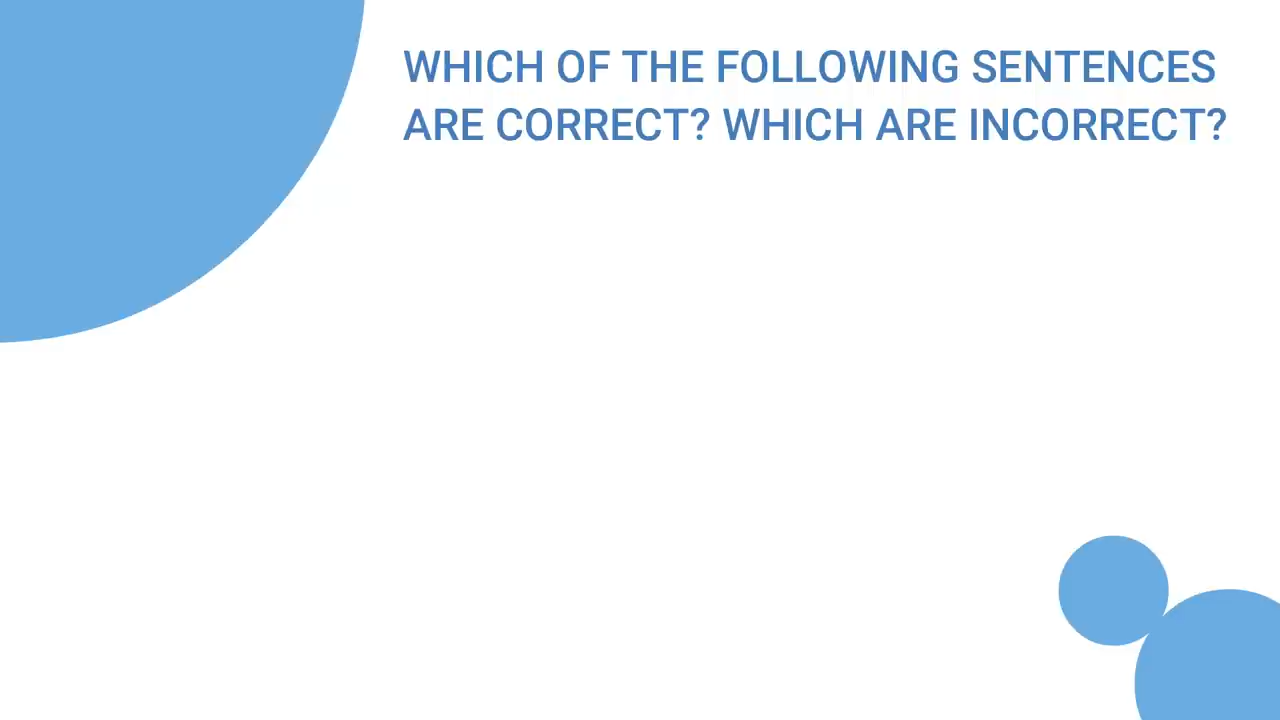 WHICH OF THE FOLLOWING SENTENCES
ARE CORRECT? WHICH ARE INCORRECT?